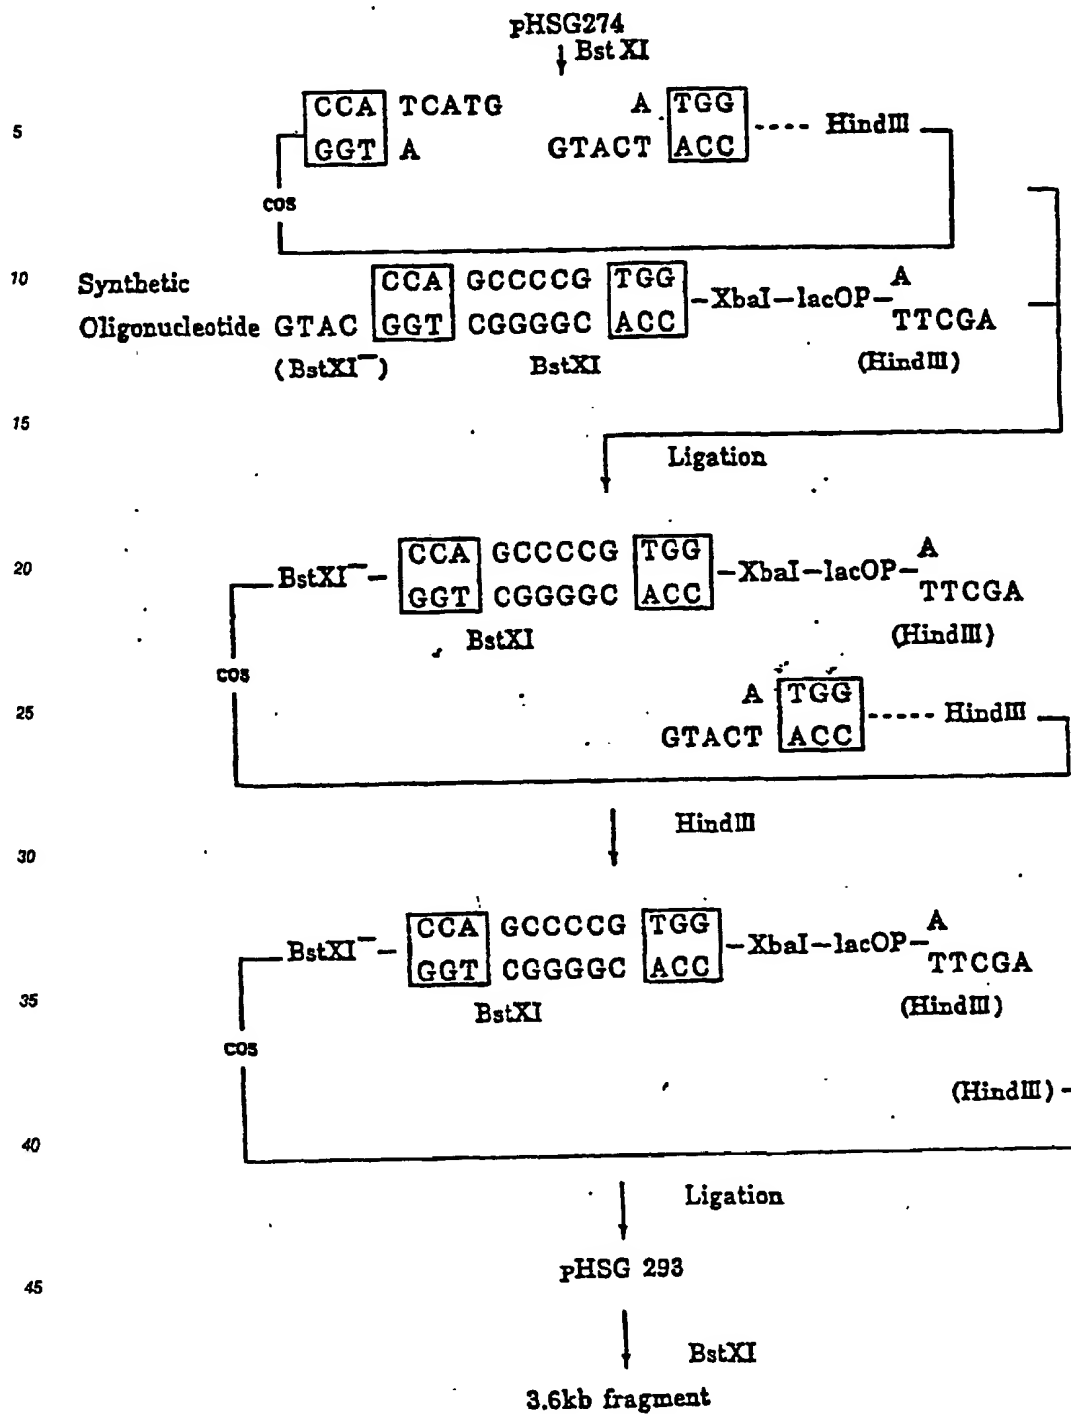 pHSG274
BstXI
CCA TCATG A TGG
5
GGT A GTACT ACC ---- HindIII
cos
10 Synthetic CCA GCCCCG TGG A
Oligonucleotide GTAC GGT CGGGGC ACC -XbaI-lacOP- TTCGA
(BstXI⁻) BstXI (HindIII)
15
Ligation
20
CCA GCCCCG TGG A
BstXI⁻- GGT CGGGGC ACC -XbaI-lacOP- TTCGA
BstXI (HindIII)
cos
25
A TGG
GTACT ACC ----- HindIII
HindIII
30
CCA GCCCCG TGG A
BstXI⁻- GGT CGGGGC ACC -XbaI-lacOP- TTCGA
35
BstXI (HindIII)
cos
(HindIII)-
40
Ligation
pHSG 293
45
BstXI
3.6kb fragment